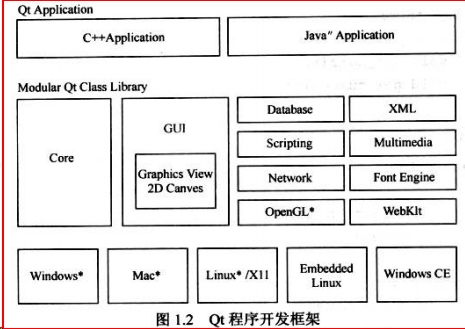 Qt Application
C++Application
Java" Application
Modular Qt Class Library
Core
GUI
Graphics View
2D Canves
Database
XML
Scripting
Multimedia
Network
Font Engine
OpenGL*
WebKlt
Windows*
Mac*
Linux* /X11
Embedded
Linux
Windows CE
图 1.2 Qt 程序开发框架